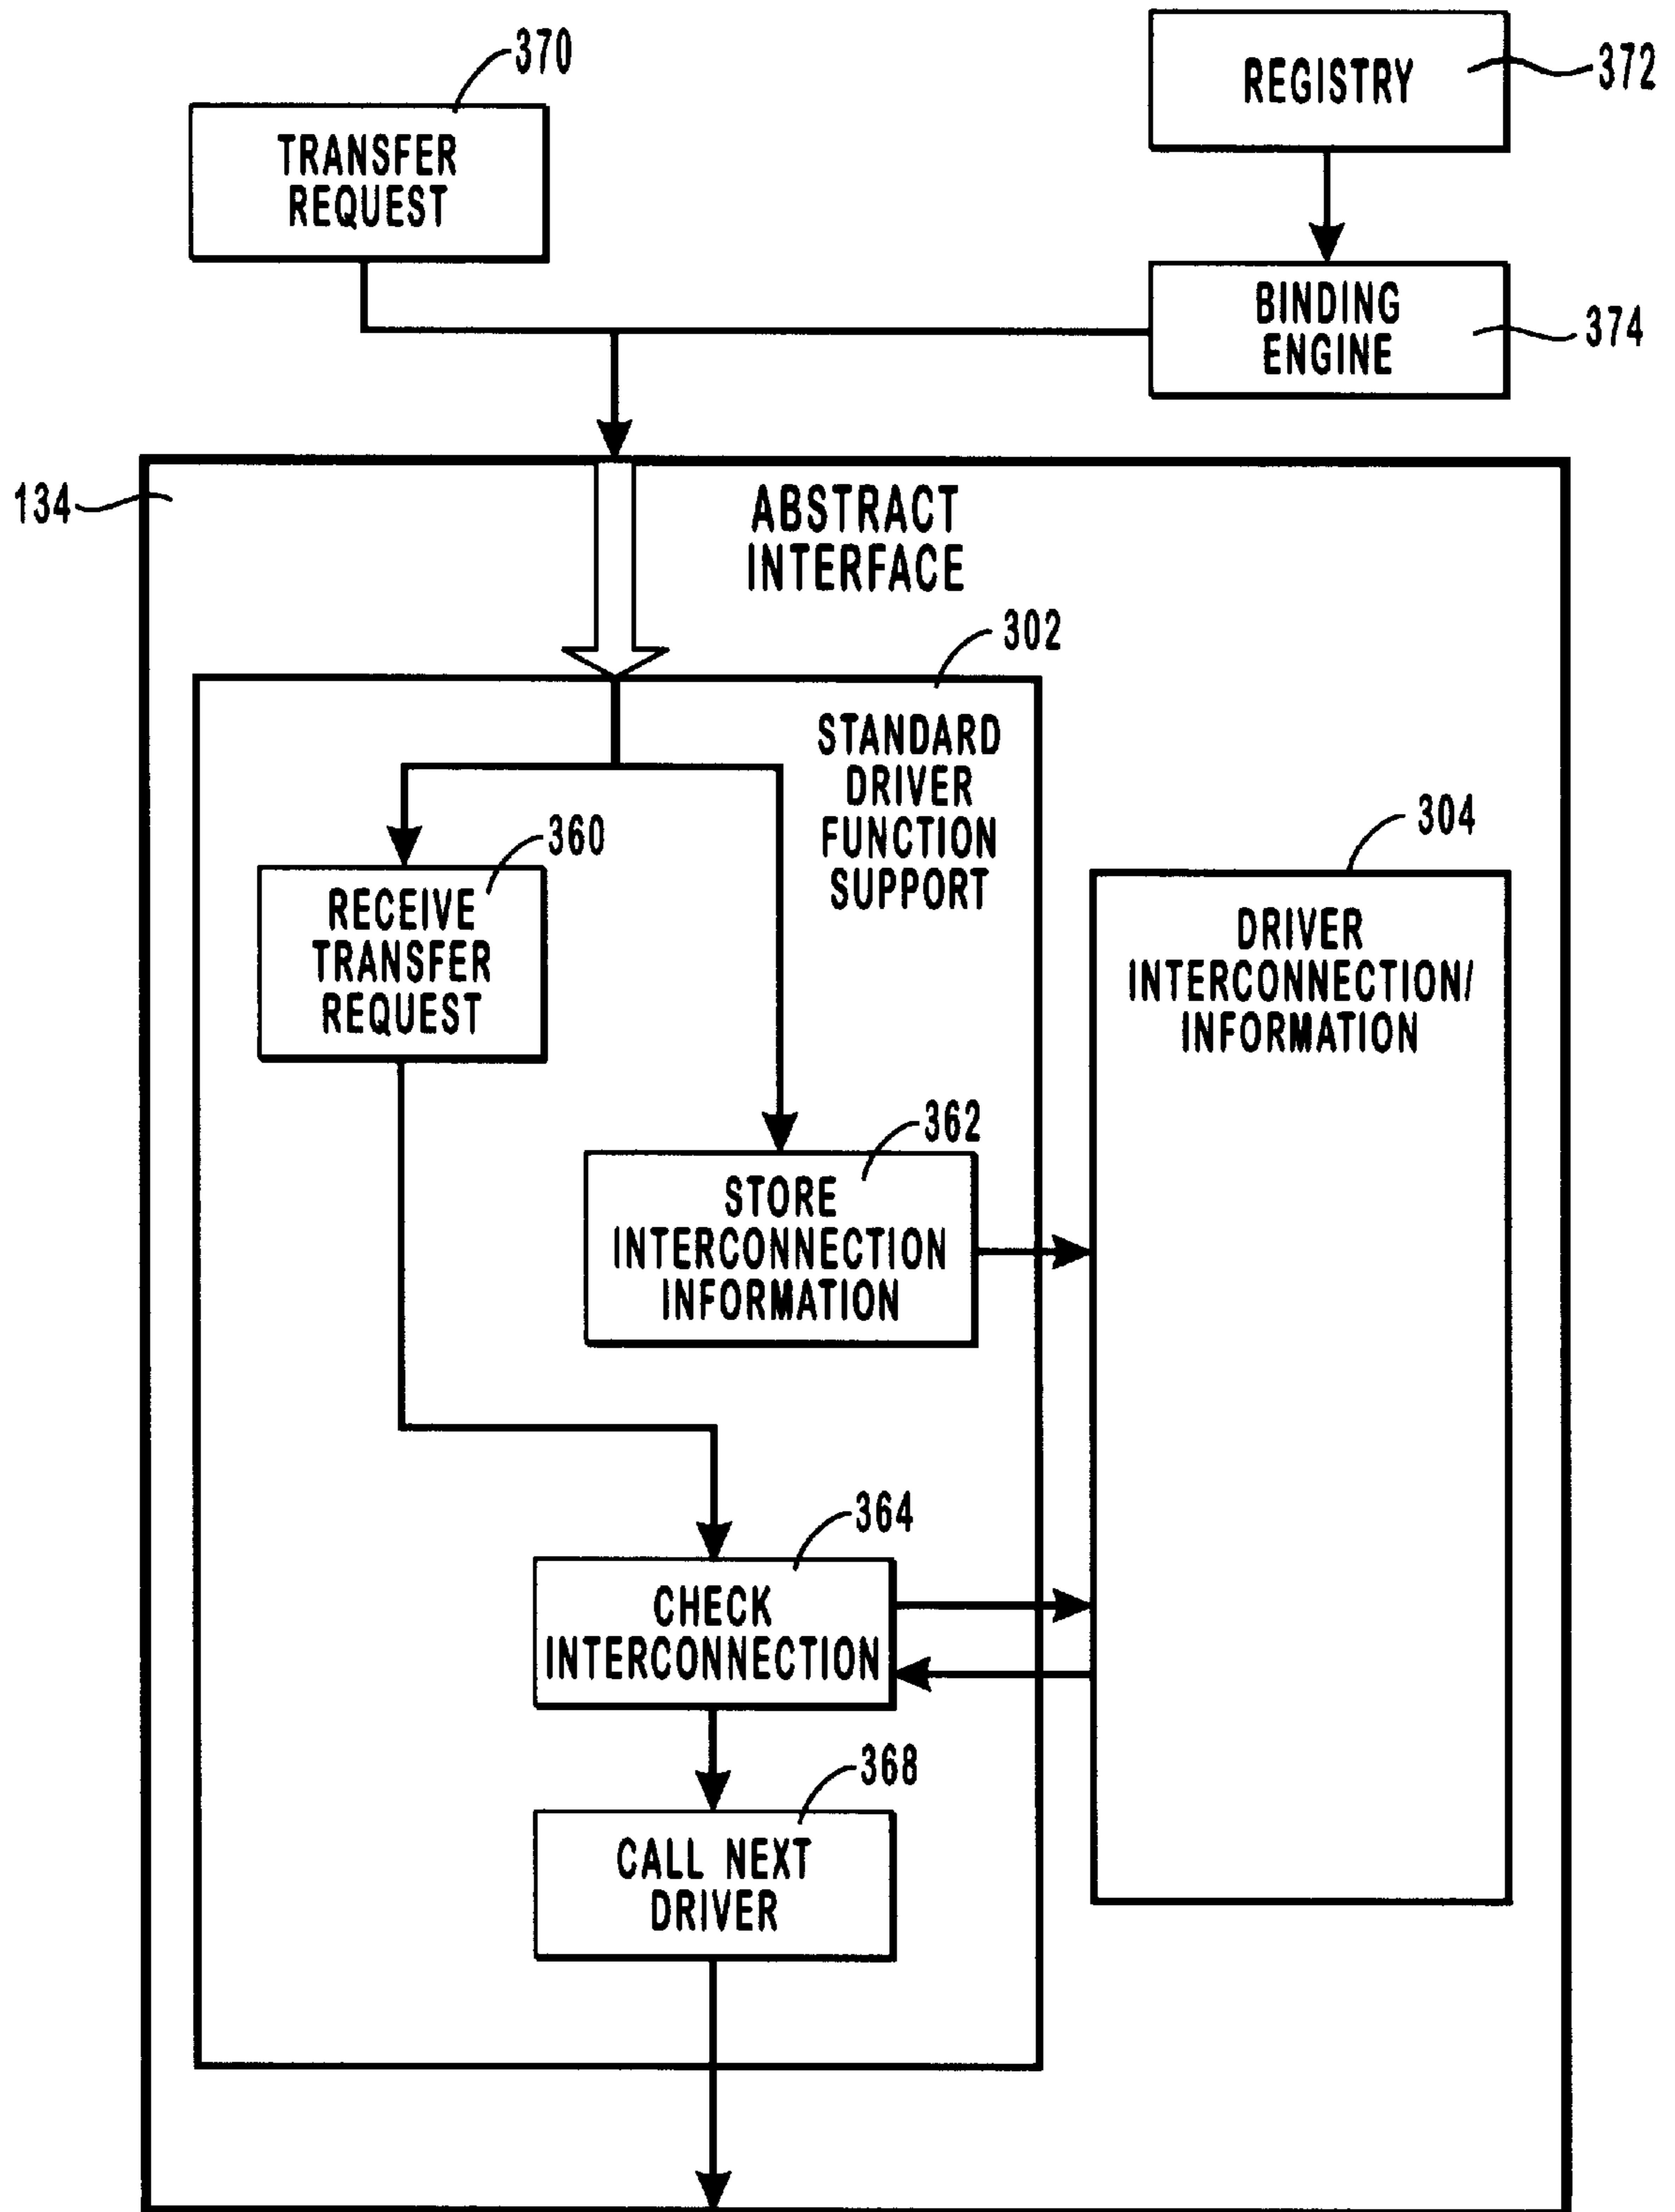 370
TRANSFER
REQUEST
REGISTRY
372
BINDING
ENGINE
374
134
ABSTRACT
INTERFACE
302
STANDARD
DRIVER
FUNCTION
SUPPORT
360
RECEIVE
TRANSFER
REQUEST
304
DRIVER
INTERCONNECTION/
INFORMATION
362
STORE
INTERCONNECTION
INFORMATION
364
CHECK
INTERCONNECTION
368
CALL NEXT
DRIVER